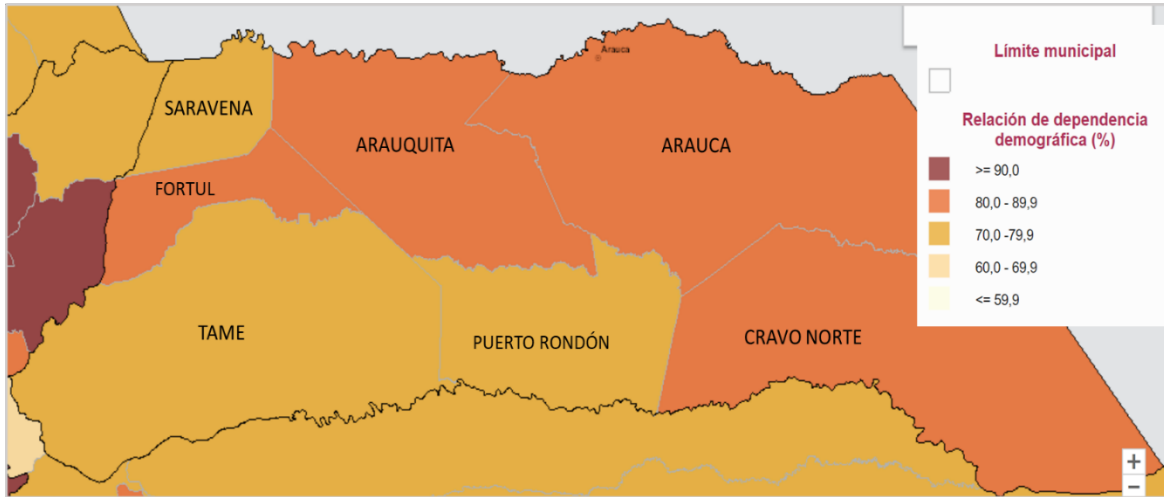 Arauca
SARAVENA
ARAUQUITA
ARAUCA
FORTUL
TAME
PUERTO RONDÓN
CRAVO NORTE
Límite municipal
Relación de dependencia
demográfica (%)
>= 90,0
80,0 - 89,9
70,0 -79,9
60,0 - 69,9
<= 59,9
+
−